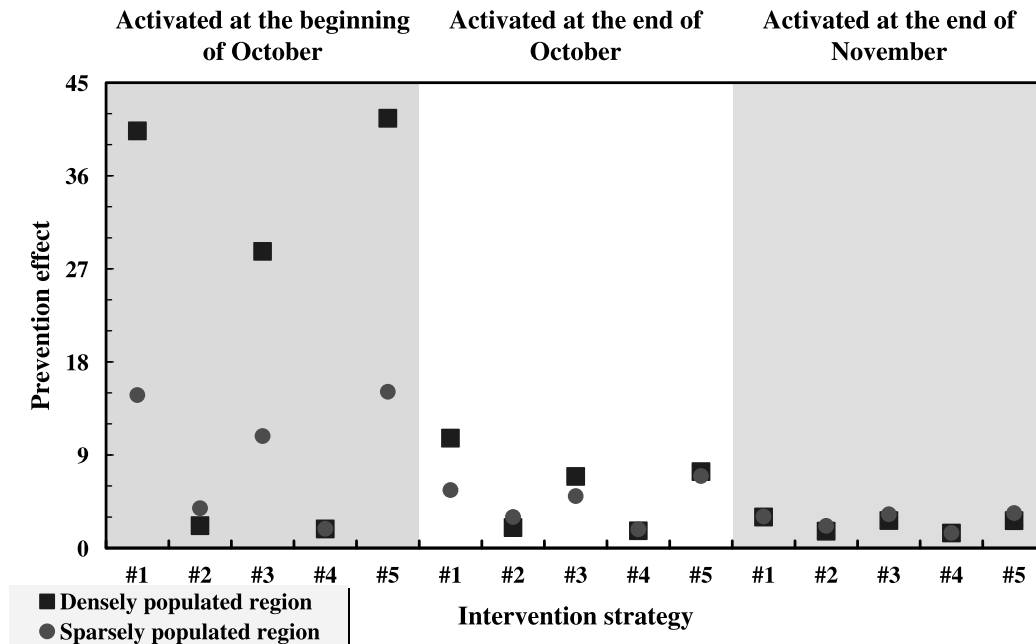 Activated at the beginning
of October
Activated at the end of
October
Activated at the end of
November
45
36
27
18
9
0
Prevention effect
#1 #2 #3 #4 #5 #1 #2 #3 #4 #5 #1 #2 #3 #4 #5
Intervention strategy
Densely populated region
Sparsely populated region